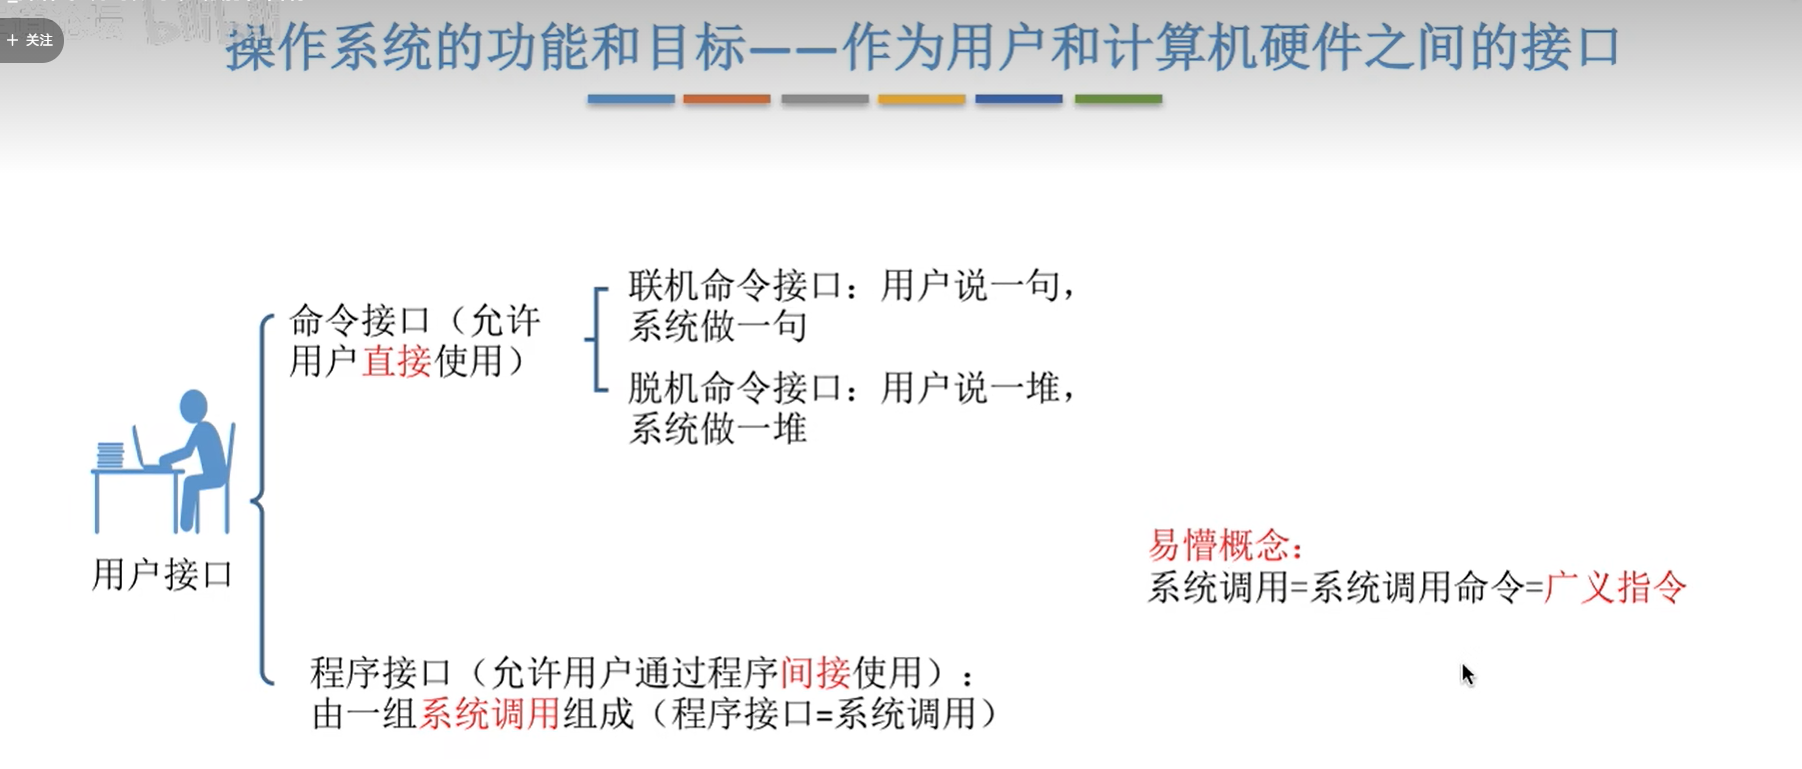 + 关注
操作系统的功能和目标——作为用户和计算机硬件之间的接口
命令接口（允许
用户直接使用）
联机命令接口：用户说一句，
系统做一句
脱机命令接口：用户说一堆，
系统做一堆
用户接口
易懵概念：
系统调用=系统调用命令=广义指令
程序接口（允许用户通过程序间接使用）：
由一组系统调用组成（程序接口=系统调用）